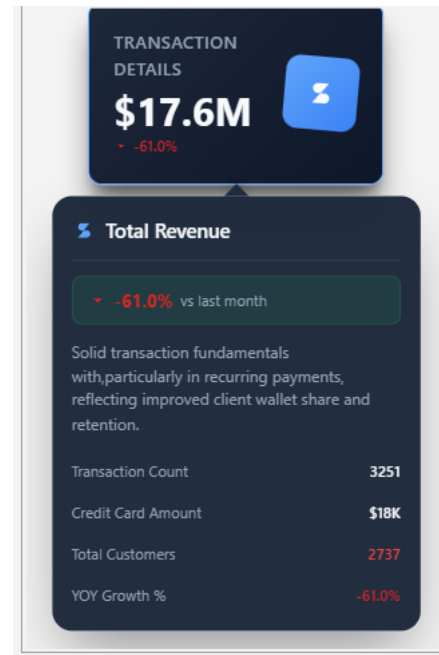 TRANSACTION
DETAILS
$17.6M
-61.0%
Total Revenue
-61.0% vs last month
Solid transaction fundamentals
with,particularly in recurring payments,
reflecting improved client wallet share and
retention.
Transaction Count 3251
Credit Card Amount $18K
Total Customers 2737
YOY Growth % -61.0%